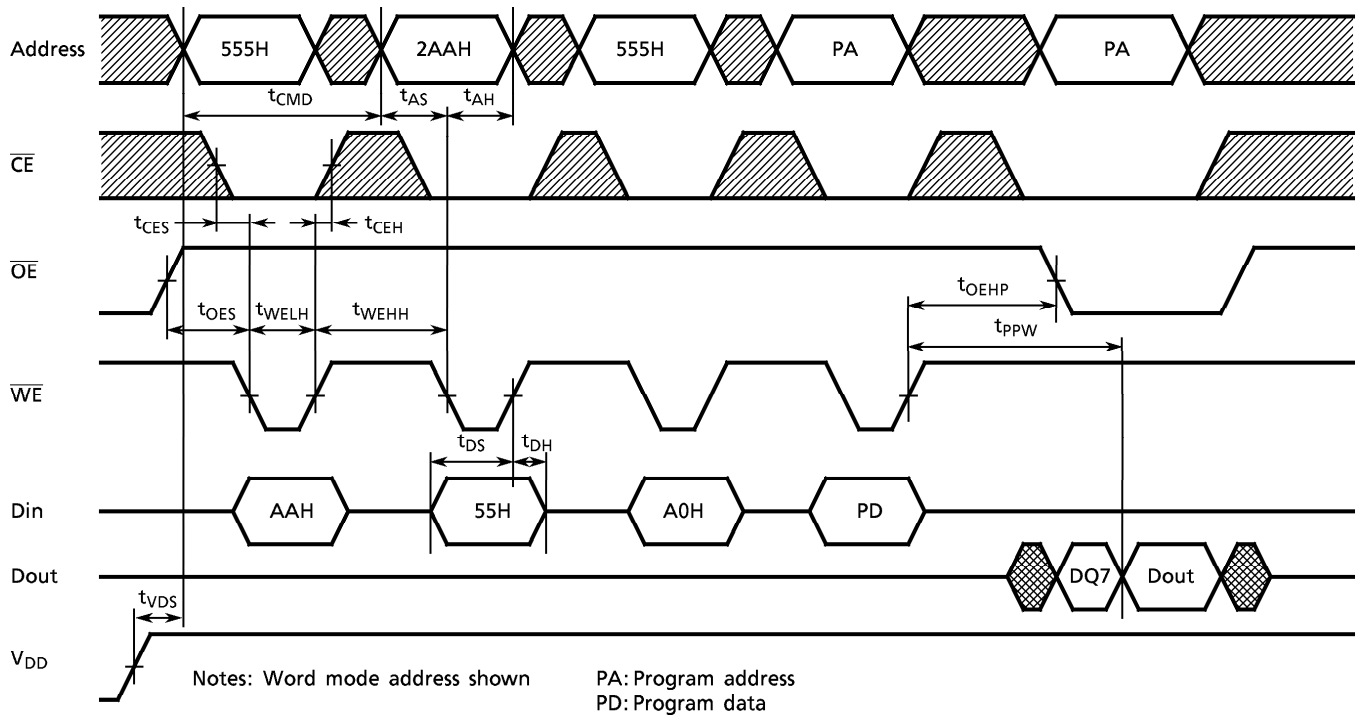 Address 555H 2AAH 555H PA PA
tCMD tAS tAH
CE
tCES tCEH
OE
tOES tWELH tWEHH tOEHP
tPPW
WE
tDS tDH
Din AAH 55H A0H PD
Dout DQ7 Dout
tVDS
VDD
Notes: Word mode address shown PA: Program address
PD: Program data